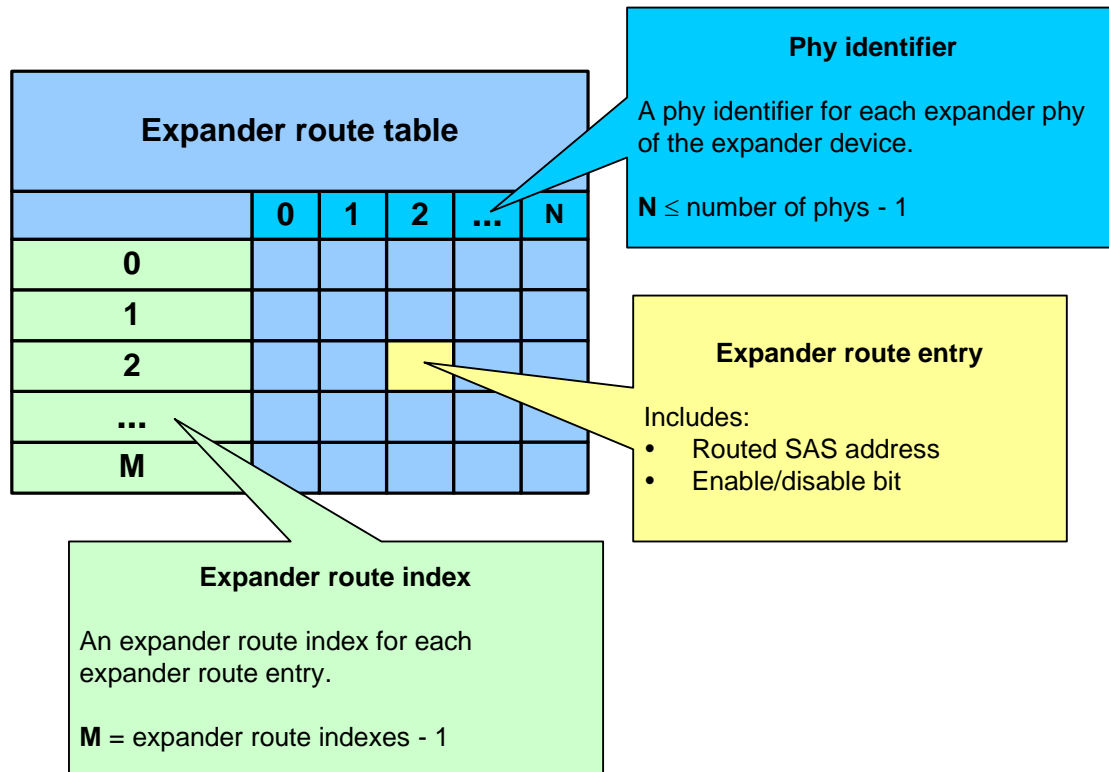 Expander route table
0 1 2 ... N
0
1
2
...
M
Phy identifier
A phy identifier for each expander phy
of the expander device.
N ≤ number of phys - 1
Expander route entry
Includes:
• Routed SAS address
• Enable/disable bit
Expander route index
An expander route index for each
expander route entry.
M = expander route indexes - 1